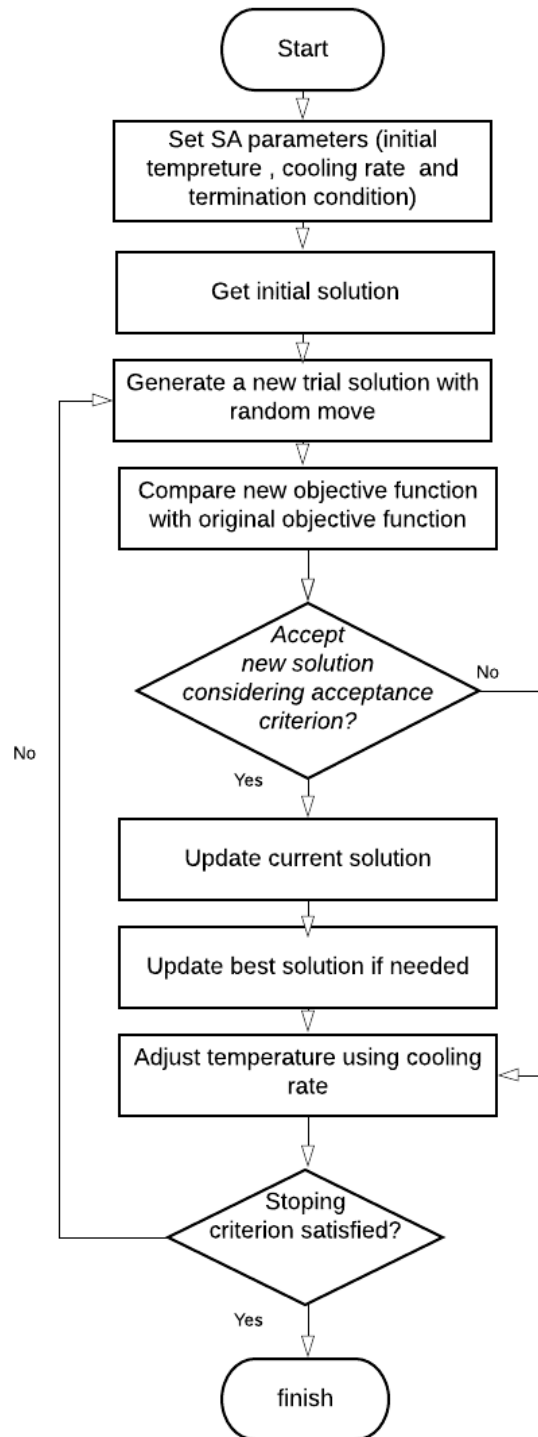 Start
Set SA parameters (initial
tempreture , cooling rate and
termination condition)
Get initial solution
Generate a new trial solution with
random move
Compare new objective function
with original objective function
Accept
new solution
considering acceptance
criterion?
No
No
Yes
Update current solution
Update best solution if needed
Adjust temperature using cooling
rate
Stoping
criterion satisfied?
Yes
finish